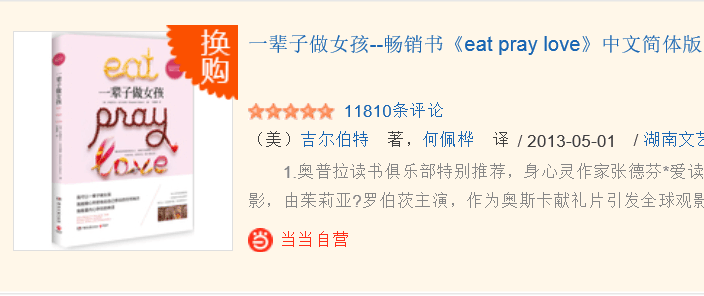 换购
一辈子做女孩--畅销书《eat pray love》中文简体版
eat
一辈子做女孩
pray
love
11810条评论
（美）吉尔伯特 著，何佩桦 译 / 2013-05-01 / 湖南文艺
1.奥普拉读书俱乐部特别推荐，身心灵作家张德芬*爱读
影，由茱莉亚?罗伯茨主演，作为奥斯卡献礼片引发全球观影
当当自营